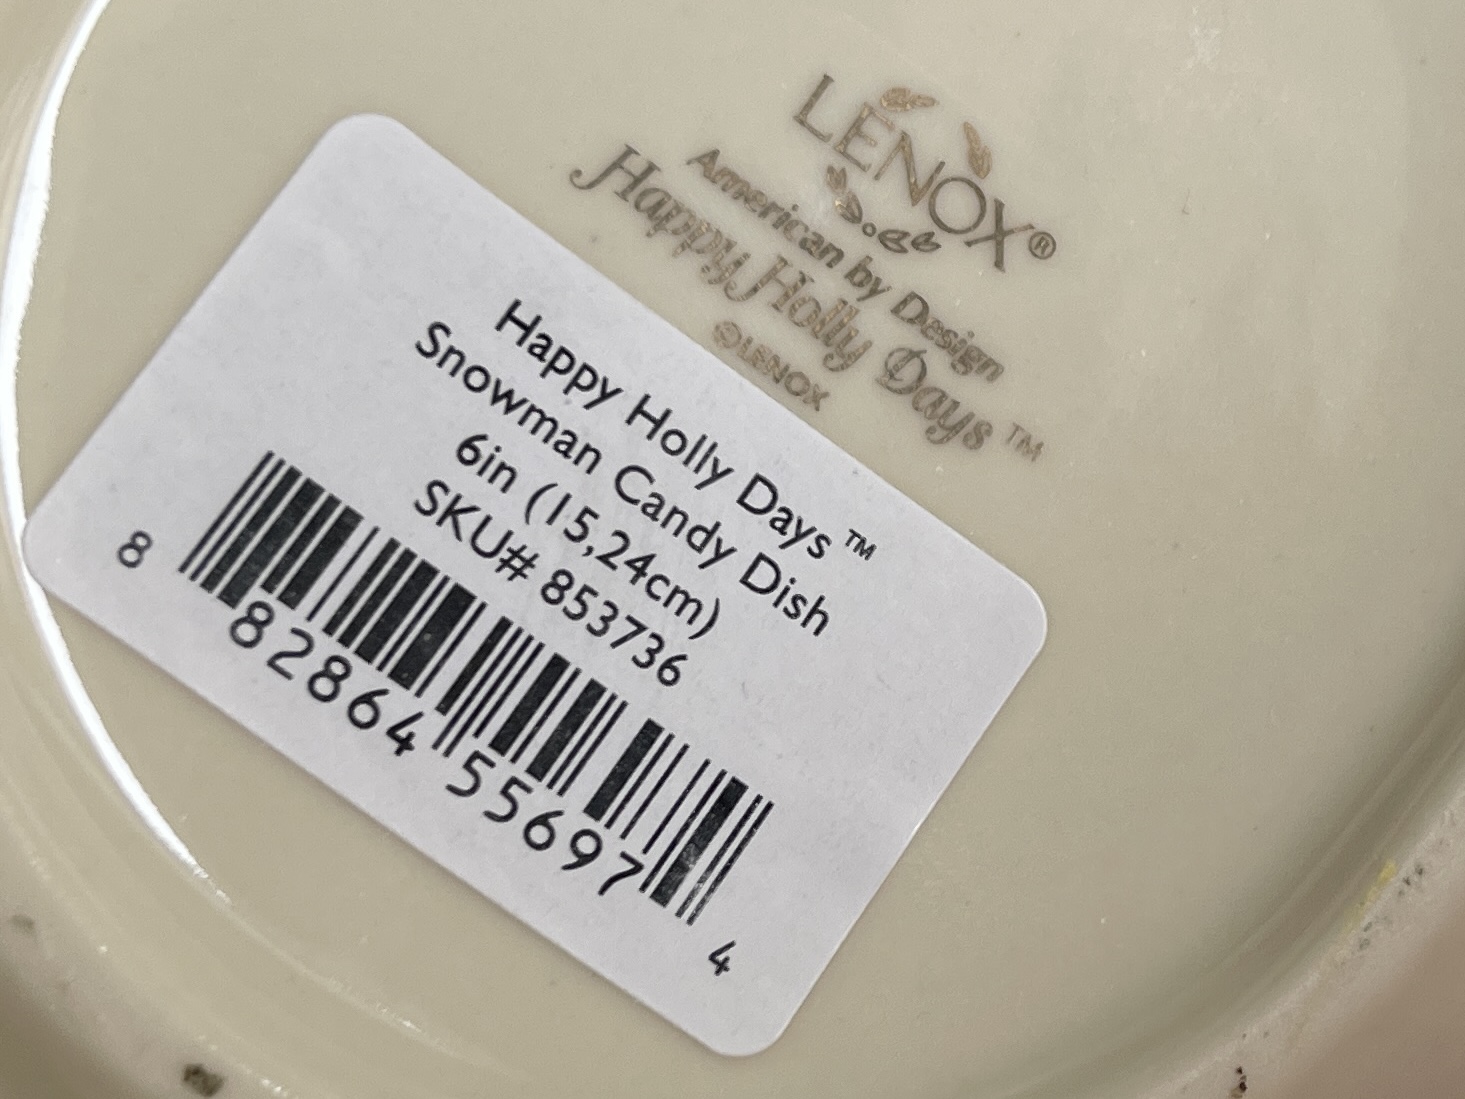 LENOX®
American by Design
Happy Holly Days™
©LENOX
Happy Holly Days™
Snowman Candy Dish
6in (15,24cm)
SKU# 853736
8 82864 55697 4